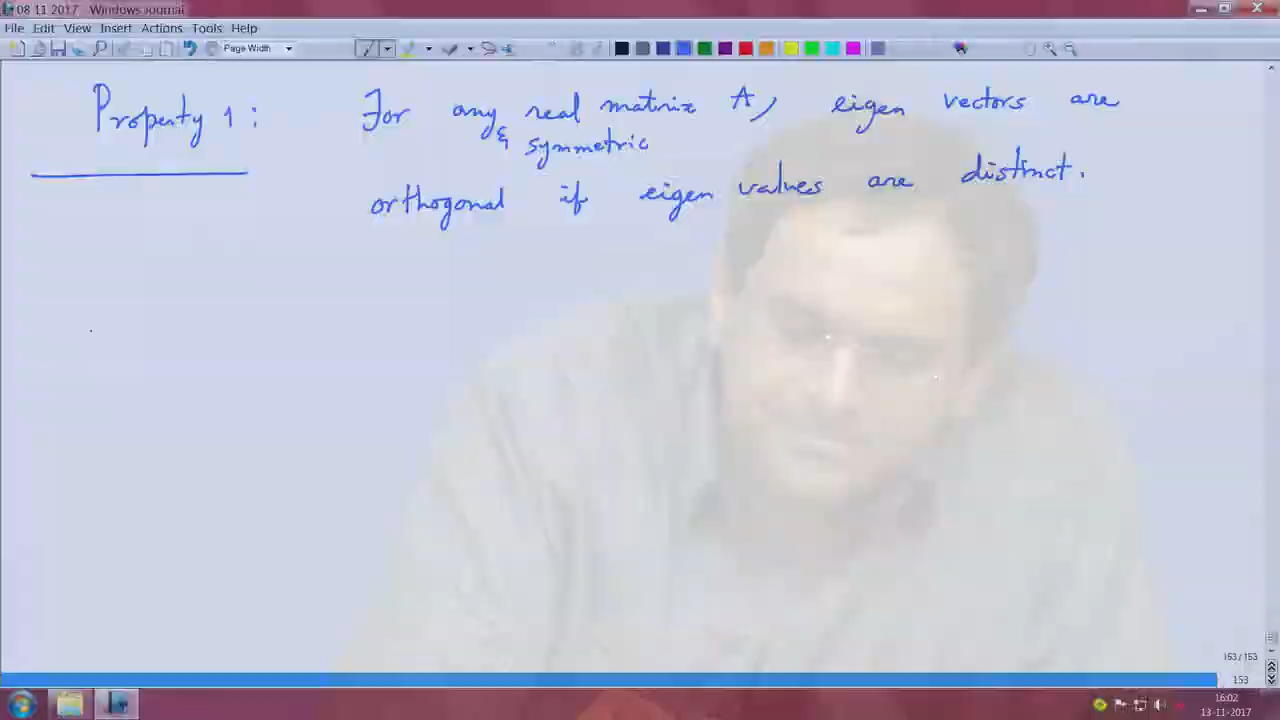 08 11 2017 - Windows Journal
File Edit View Insert Actions Tools Help
Page Width
Property 1 : For any real matrix A, eigen vectors are
& symmetric
orthogonal if eigen values are distinct.
153 / 153
153
16:02
13-11-2017